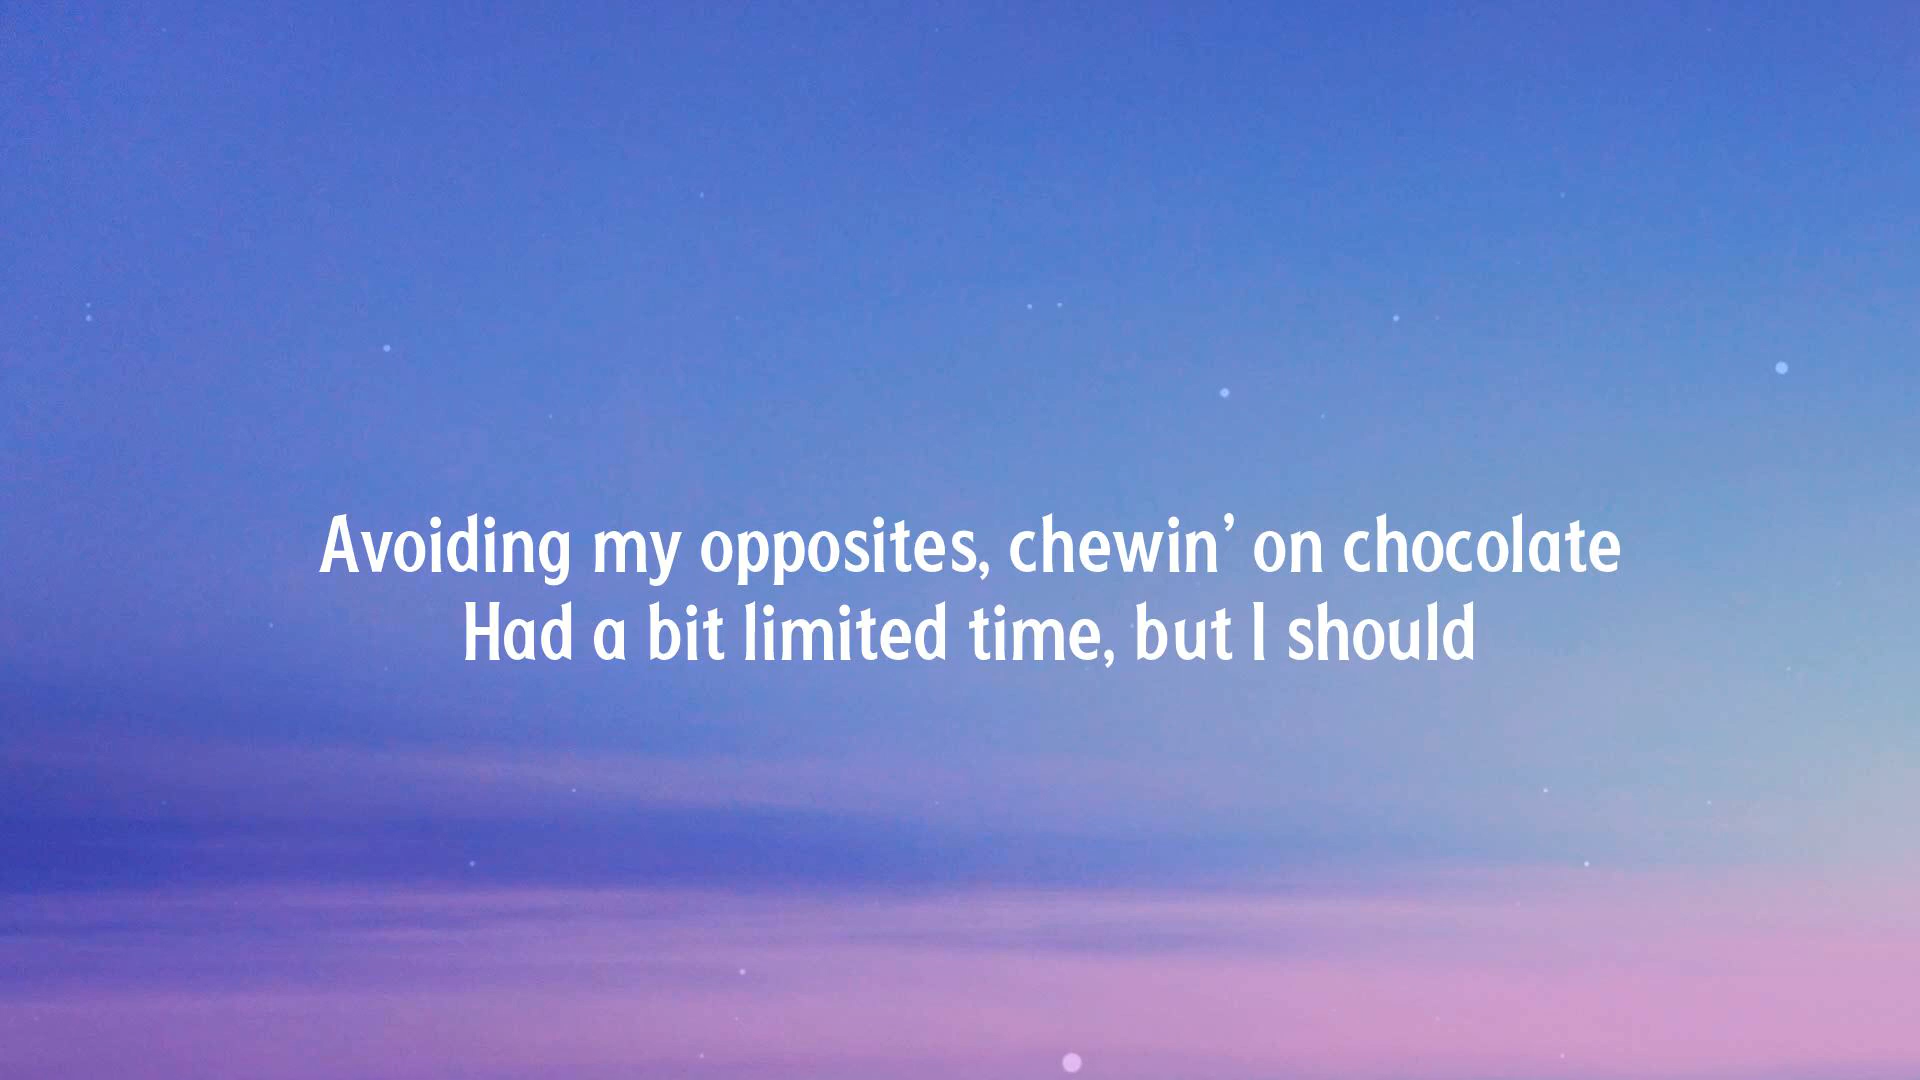 Avoiding my opposites, chewin’ on chocolate
Had a bit limited time, but I should